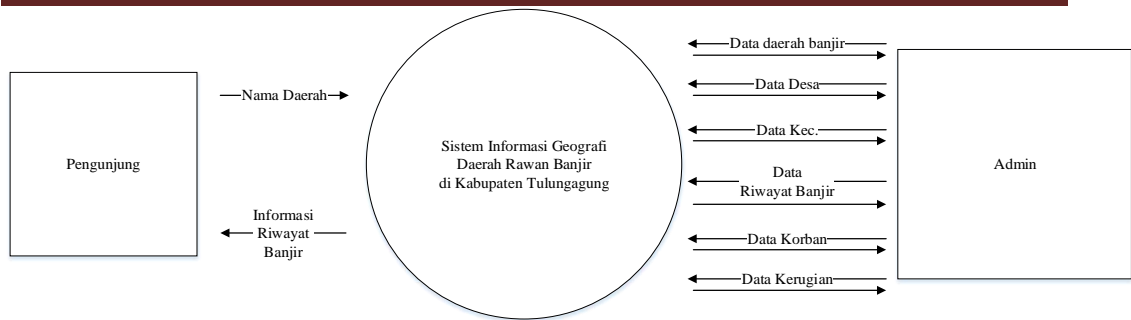 Pengunjung
Nama Daerah
Informasi
Riwayat
Banjir
Sistem Informasi Geografi
Daerah Rawan Banjir
di Kabupaten Tulungagung
Data daerah banjir
Data Desa
Data Kec.
Data
Riwayat Banjir
Data Korban
Data Kerugian
Admin